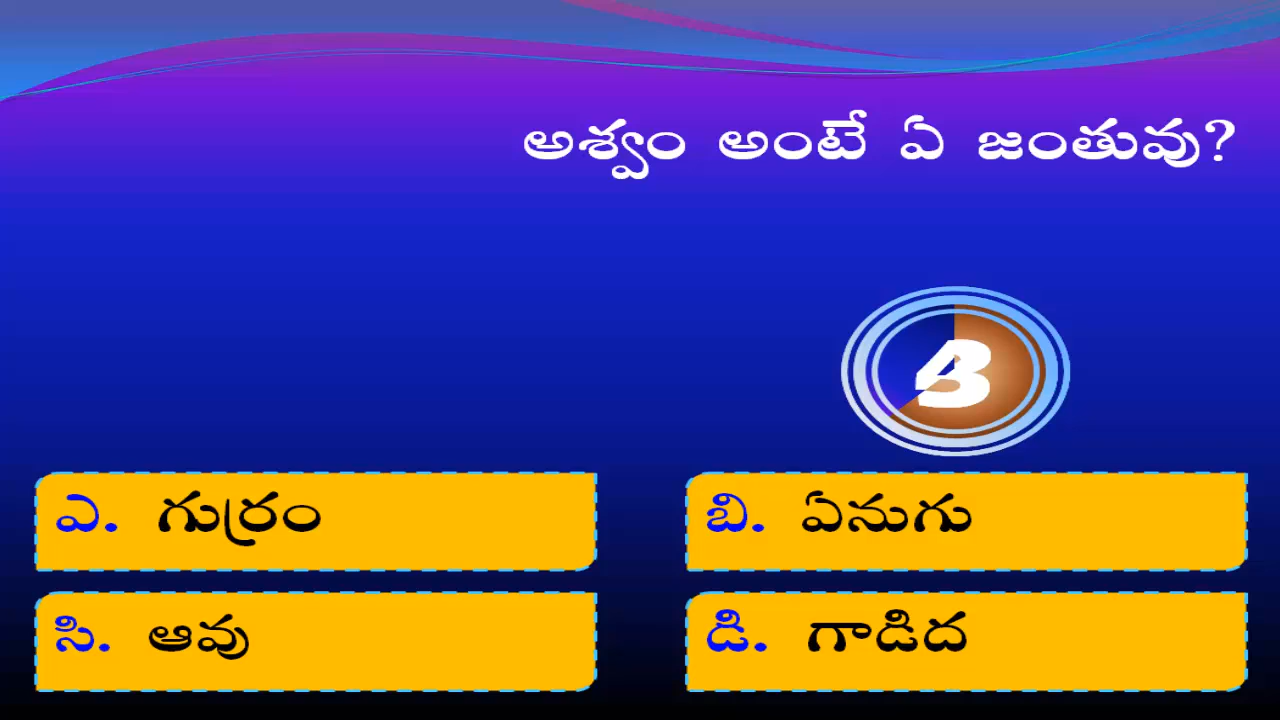 అశ్వం అంటే ఏ జంతువు?
ఎ. గుర్రం
బి. ఏనుగు
సి. ఆవు
డి. గాడిద